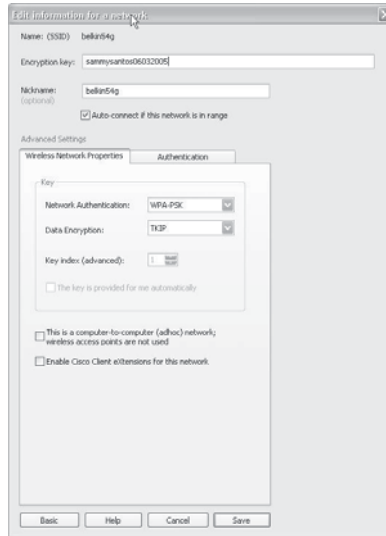 Edit information for a network
Name: (SSID) belkin54g
Encryption key: sammysantos06032005
Nickname: belkin54g
(optional)
Auto-connect if this network is in range
Advanced Settings
Wireless Network Properties Authentication
Key
Network Authentication: WPA-PSK
Data Encryption: TKIP
Key index (advanced): 1
The key is provided for me automatically
This is a computer-to-computer (adhoc) network;
wireless access points are not used
Enable Cisco Client eXtensions for this network
Basic Help Cancel Save